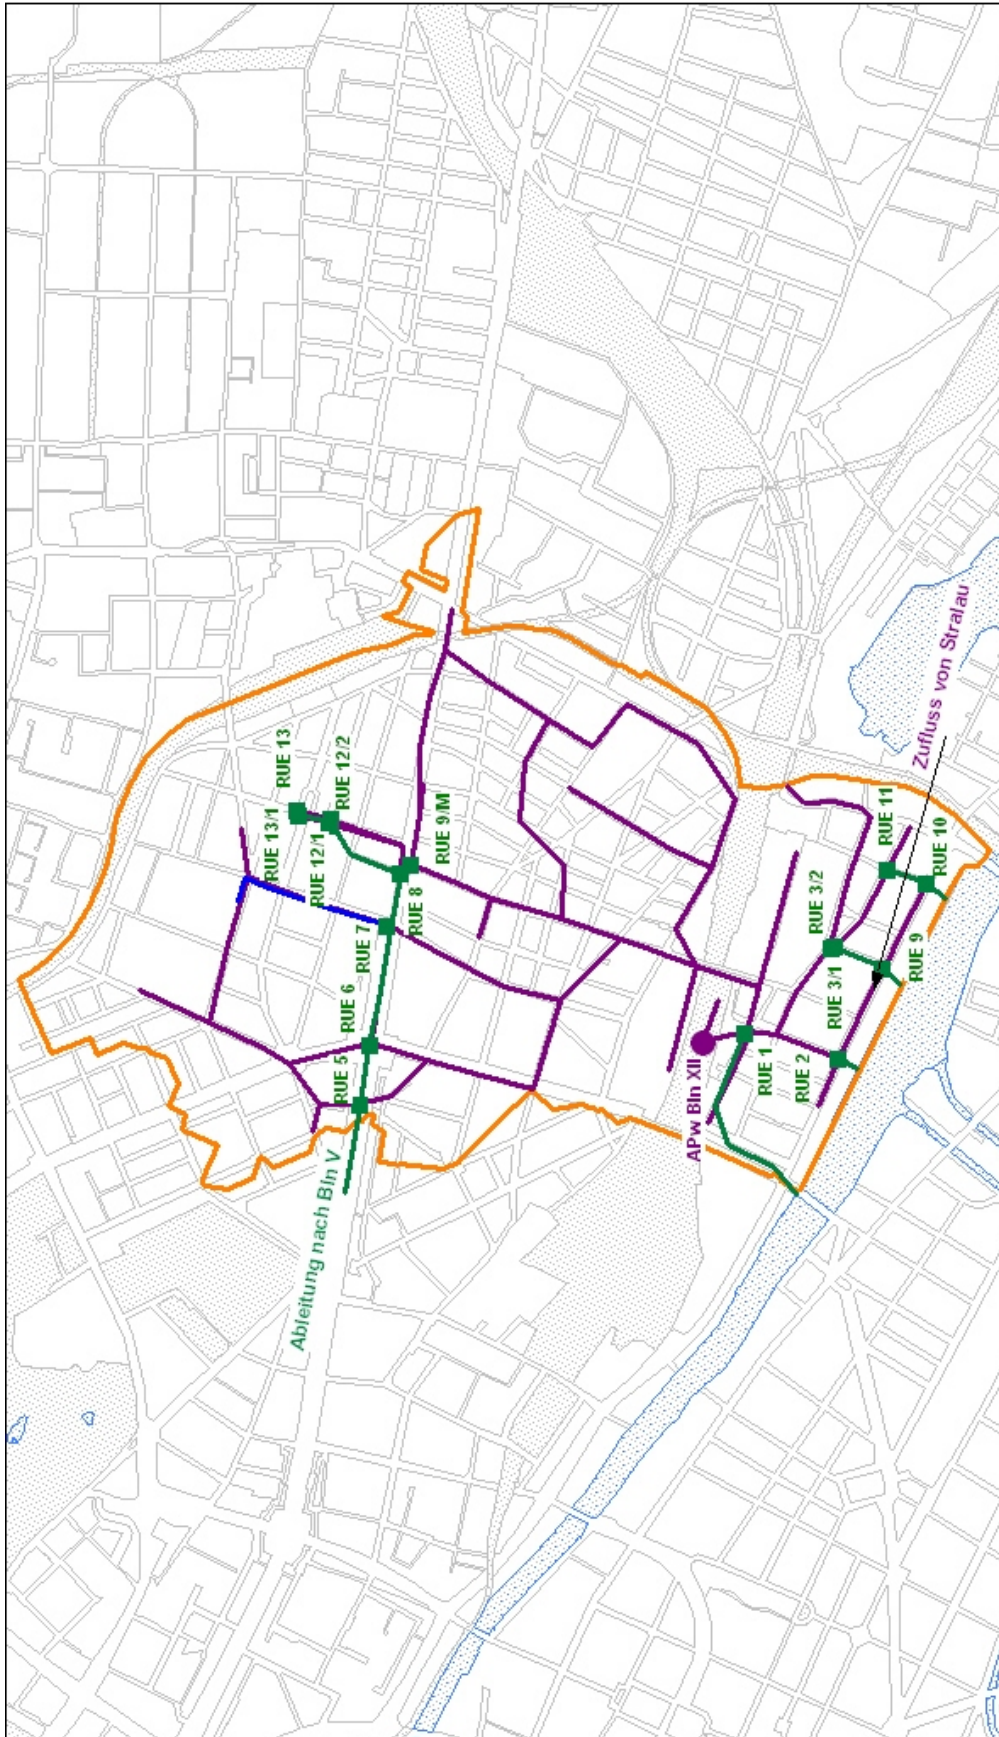 RUE 13
RUE 12/2
RUE 13/1
RUE 12/1
RUE 9/M
RUE 8
RUE 7
RUE 6
RUE 5
Ableitung nach Bln V
APw Bln XII
RUE 1
RUE 2
RUE 3/1
RUE 3/2
RUE 9
RUE 10
RUE 11
Zufluss von Stralau